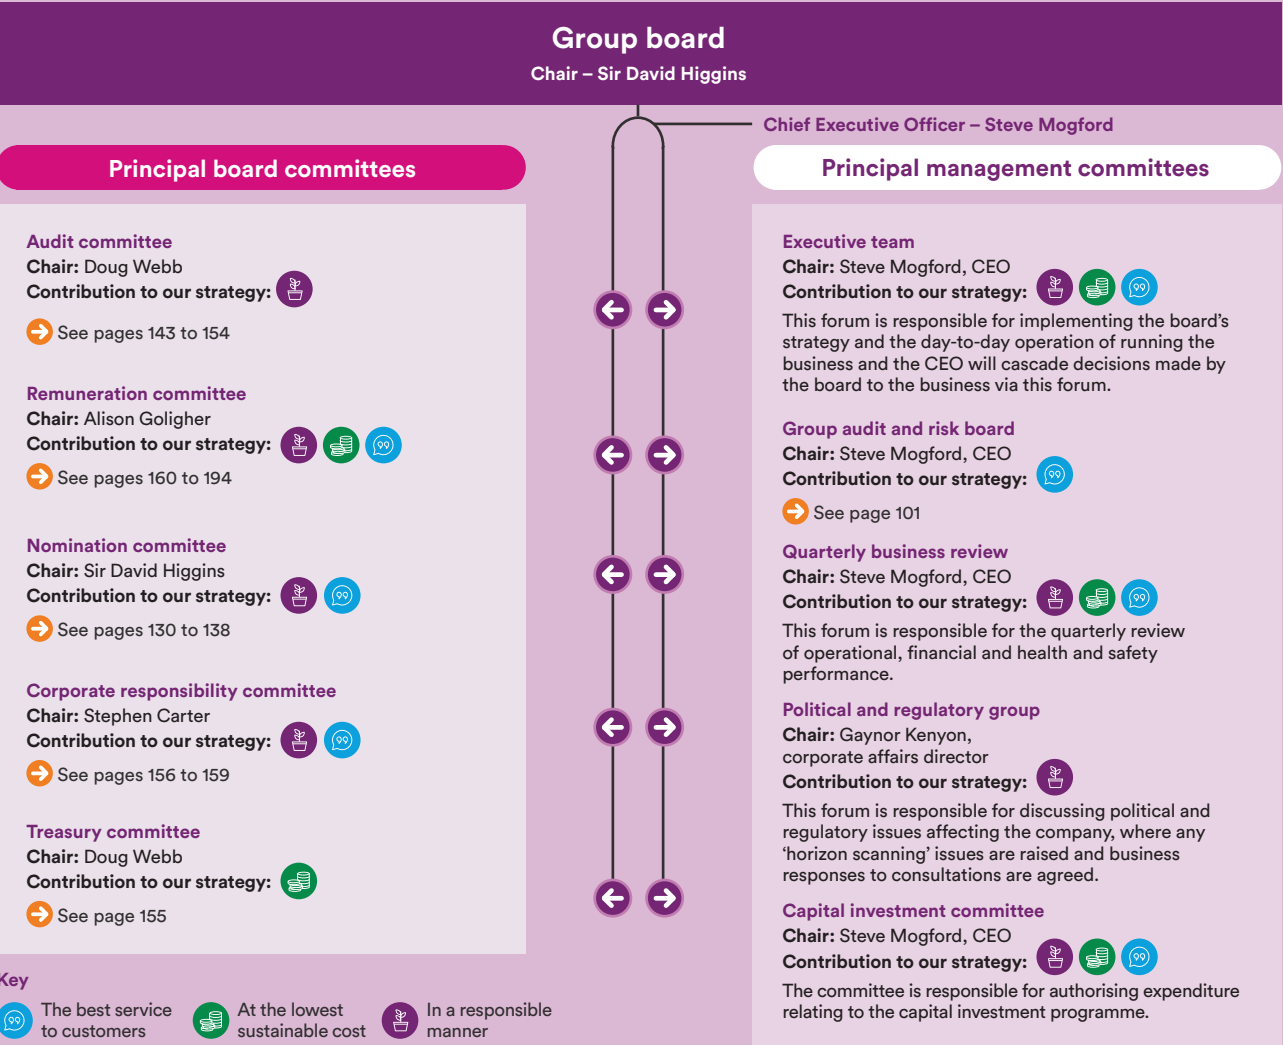 Group board
Chair – Sir David Higgins
Chief Executive Officer – Steve Mogford
Principal board committees
Audit committee
Chair: Doug Webb
Contribution to our strategy:
See pages 143 to 154
Remuneration committee
Chair: Alison Goligher
Contribution to our strategy:
See pages 160 to 194
Nomination committee
Chair: Sir David Higgins
Contribution to our strategy:
See pages 130 to 138
Corporate responsibility committee
Chair: Stephen Carter
Contribution to our strategy:
See pages 156 to 159
Treasury committee
Chair: Doug Webb
Contribution to our strategy:
See page 155
Principal management committees
Executive team
Chair: Steve Mogford, CEO
Contribution to our strategy:
This forum is responsible for implementing the board’s
strategy and the day-to-day operation of running the
business and the CEO will cascade decisions made by
the board to the business via this forum.
Group audit and risk board
Chair: Steve Mogford, CEO
Contribution to our strategy:
See page 101
Quarterly business review
Chair: Steve Mogford, CEO
Contribution to our strategy:
This forum is responsible for the quarterly review
of operational, financial and health and safety
performance.
Political and regulatory group
Chair: Gaynor Kenyon,
corporate affairs director
Contribution to our strategy:
This forum is responsible for discussing political and
regulatory issues affecting the company, where any
‘horizon scanning’ issues are raised and business
responses to consultations are agreed.
Capital investment committee
Chair: Steve Mogford, CEO
Contribution to our strategy:
The committee is responsible for authorising expenditure
relating to the capital investment programme.
Key
The best service
to customers
At the lowest
sustainable cost
In a responsible
manner